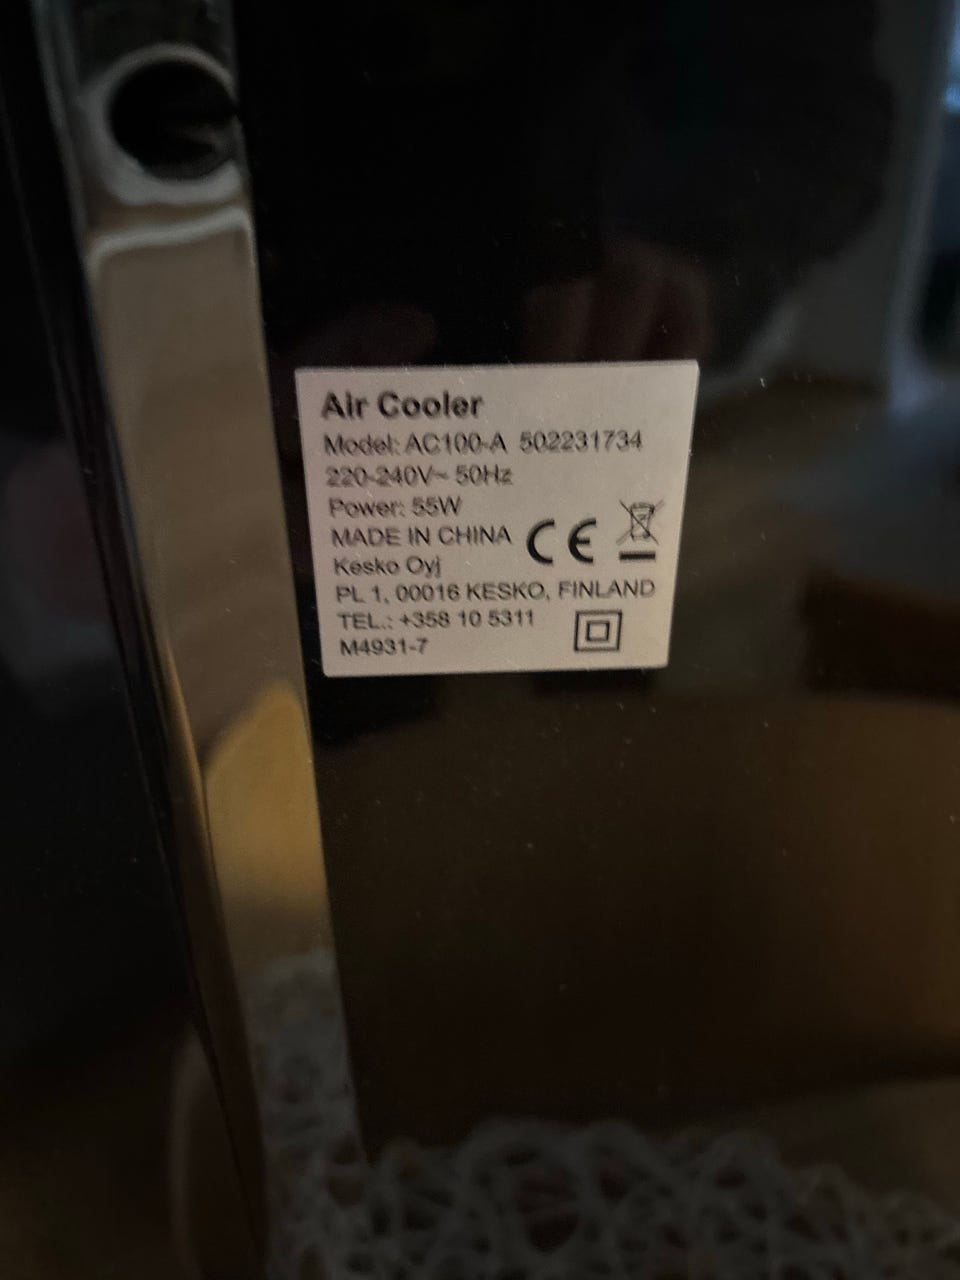 Air Cooler
Model: AC100-A 502231734
220-240V~ 50Hz
Power: 55W
MADE IN CHINA CE
Kesko Oyj
PL 1, 00016 KESKO, FINLAND
TEL.: +358 10 5311
M4931-7